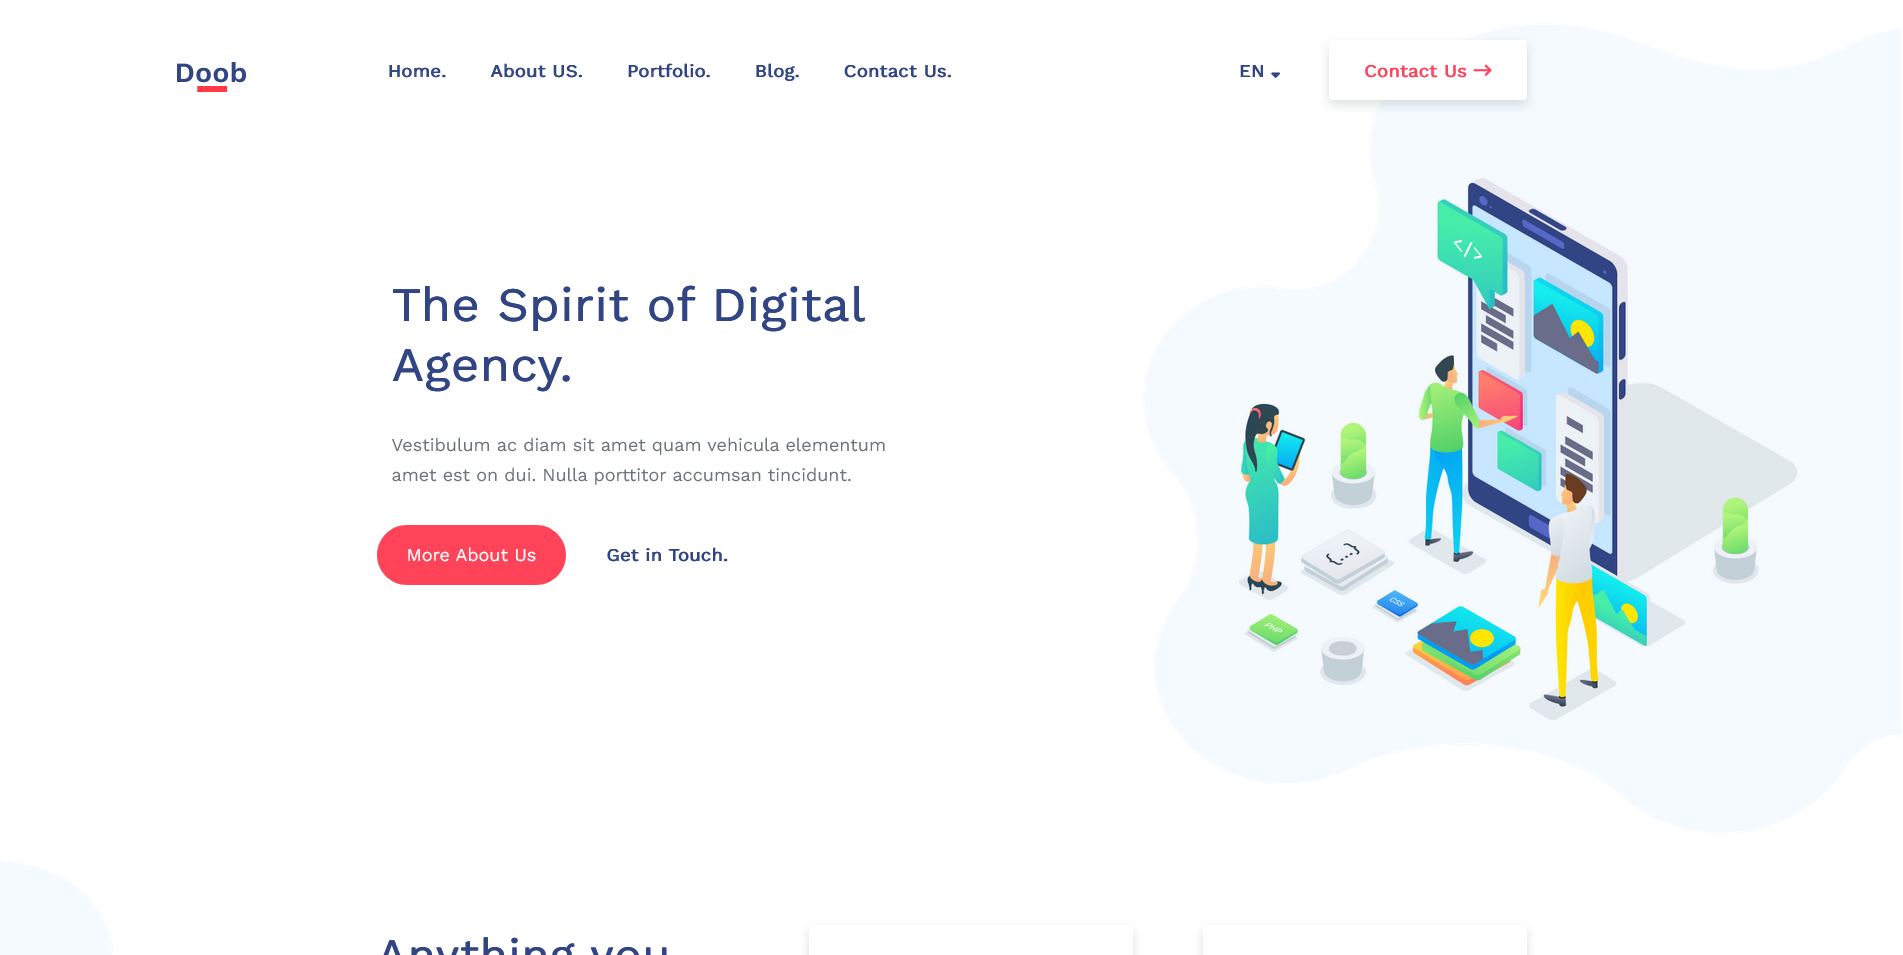 Doob
Home. About US. Portfolio. Blog. Contact Us. EN Contact Us →
The Spirit of Digital
Agency.
Vestibulum ac diam sit amet quam vehicula elementum
amet est on dui. Nulla porttitor accumsan tincidunt.
More About Us Get in Touch.
</>
{...}
CSS
PHP
Anything you